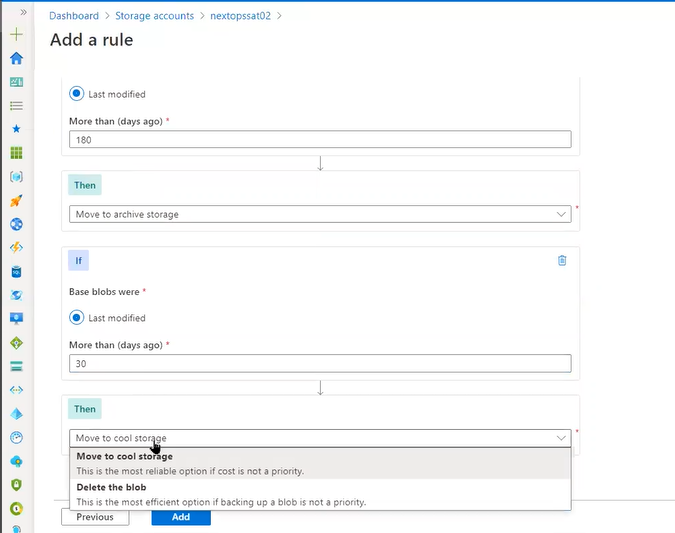 Dashboard > Storage accounts > nextopssat02 >
Add a rule
Last modified
More than (days ago) *
180
Then
Move to archive storage
*
If
Base blobs were *
Last modified
More than (days ago) *
30
Then
Move to cool storage
*
Move to cool storage
This is the most reliable option if cost is not a priority.
Delete the blob
This is the most efficient option if backing up a blob is not a priority.
Previous
Add